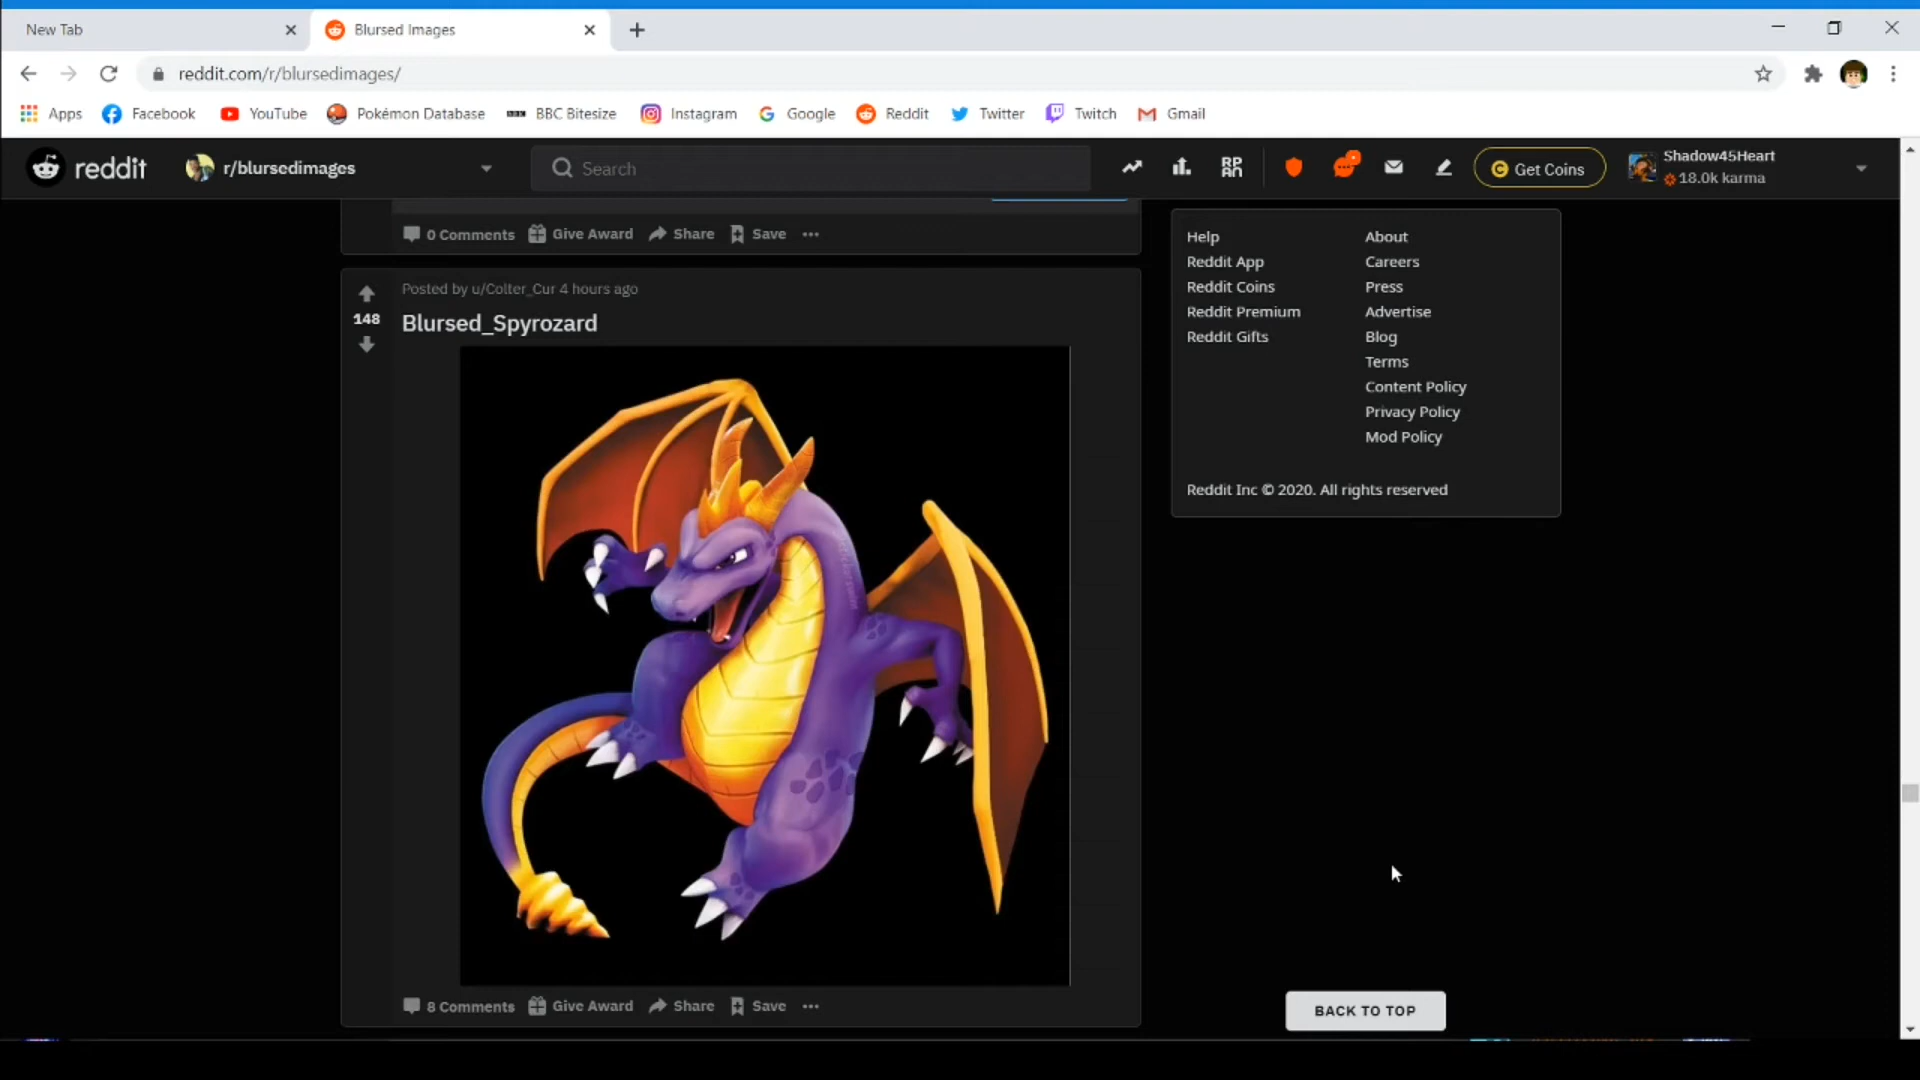 New Tab
Blursed Images
reddit.com/r/blursedimages/
Apps Facebook YouTube Pokémon Database BBC Bitesize Instagram Google Reddit Twitter Twitch Gmail
reddit r/blursedimages Search Get Coins Shadow45Heart
18.0k karma
0 Comments Give Award Share Save
Posted by u/Colter_Cur 4 hours ago
148
Blursed_Spyrozard
8 Comments Give Award Share Save
Help About
Reddit App Careers
Reddit Coins Press
Reddit Premium Advertise
Reddit Gifts Blog
Terms
Content Policy
Privacy Policy
Mod Policy
Reddit Inc © 2020. All rights reserved
BACK TO TOP